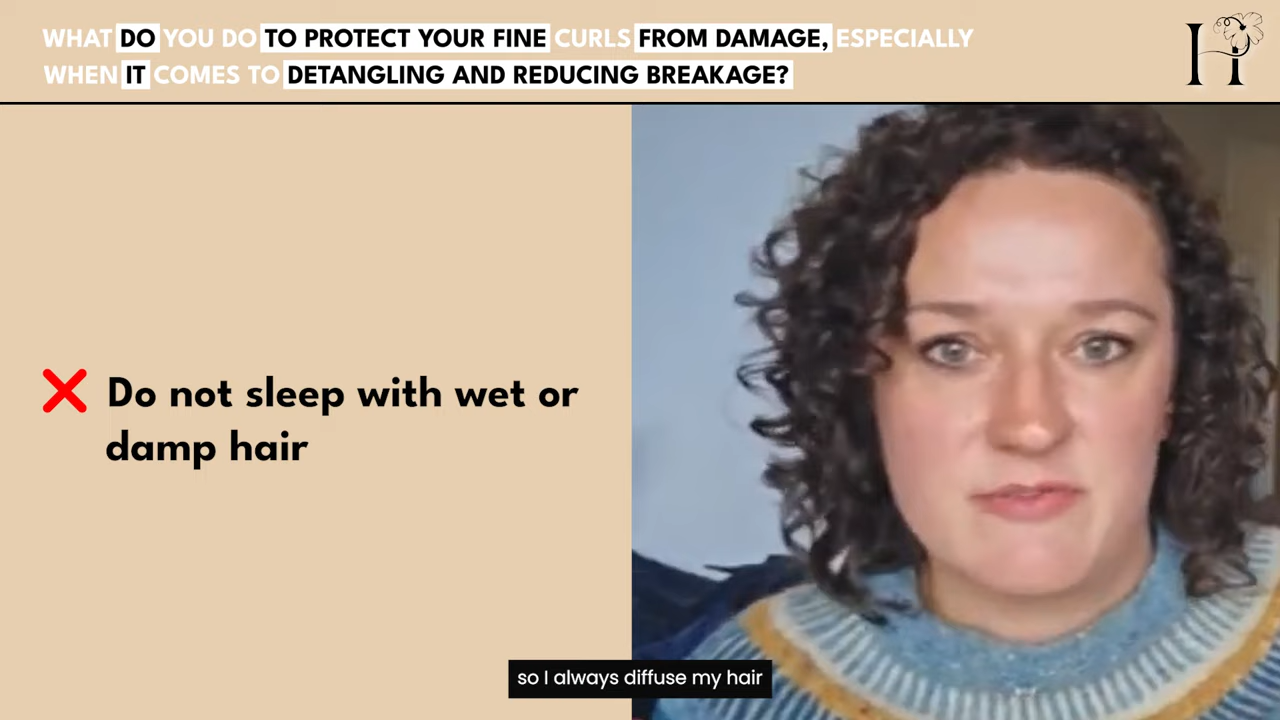 WHAT DO YOU DO TO PROTECT YOUR FINE CURLS FROM DAMAGE, ESPECIALLY
WHEN IT COMES TO DETANGLING AND REDUCING BREAKAGE?
H
Do not sleep with wet or
damp hair
so I always diffuse my hair